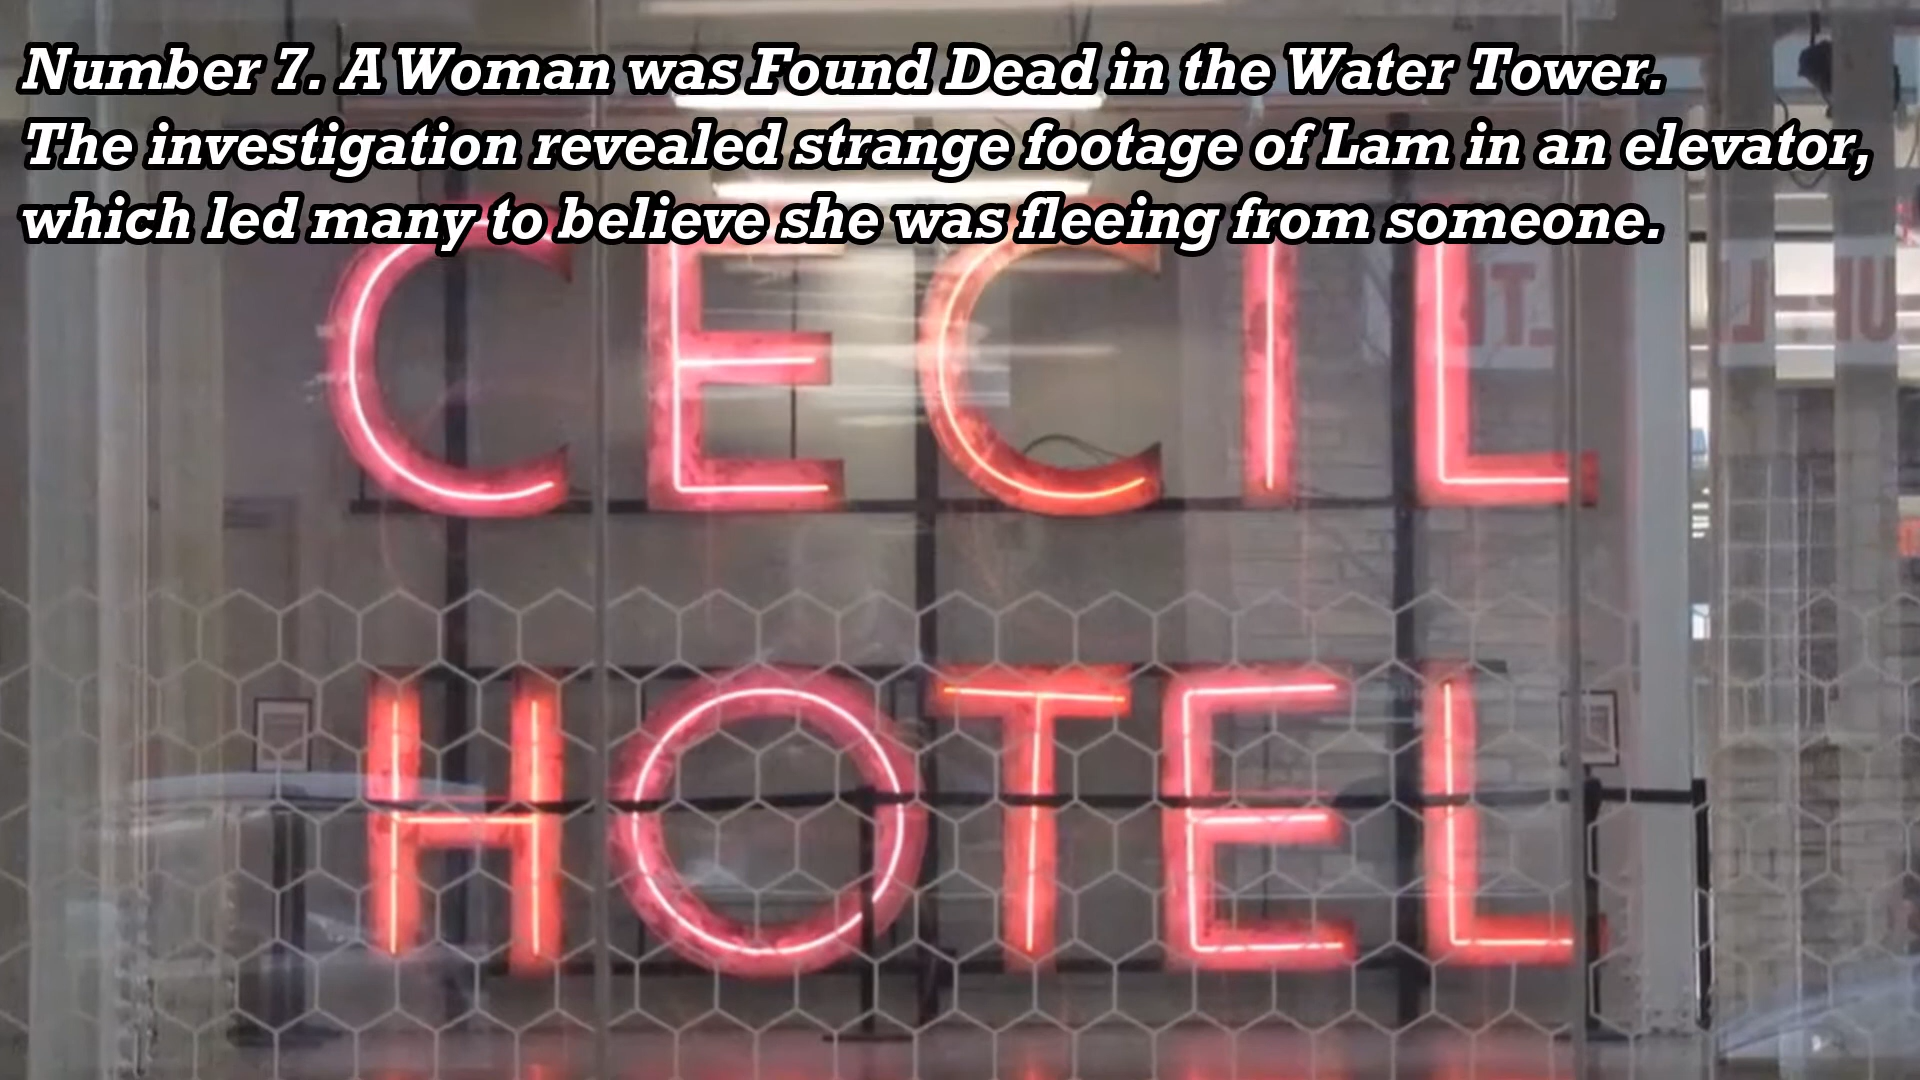 Number 7. A Woman was Found Dead in the Water Tower.
The investigation revealed strange footage of Lam in an elevator,
which led many to believe she was fleeing from someone.
CECIL
HOTEL